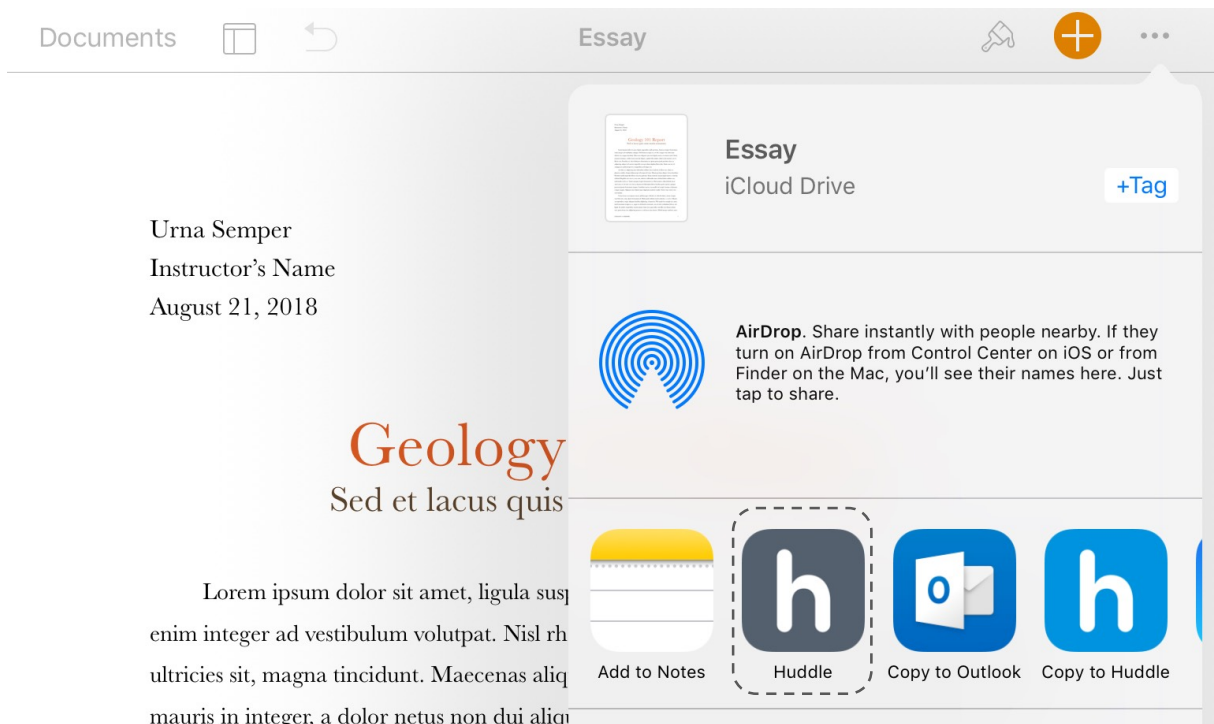 Documents
Essay
Essay
iCloud Drive
+Tag
Urna Semper
Instructor’s Name
August 21, 2018
AirDrop. Share instantly with people nearby. If they
turn on AirDrop from Control Center on iOS or from
Finder on the Mac, you’ll see their names here. Just
tap to share.
Geology
Sed et lacus quis
h
O
h
Add to Notes
Huddle
Copy to Outlook
Copy to Huddle
Lorem ipsum dolor sit amet, ligula susp
enim integer ad vestibulum volutpat. Nisl rh
ultricies sit, magna tincidunt. Maecenas aliq
mauris in integer, a dolor netus non dui aliqu